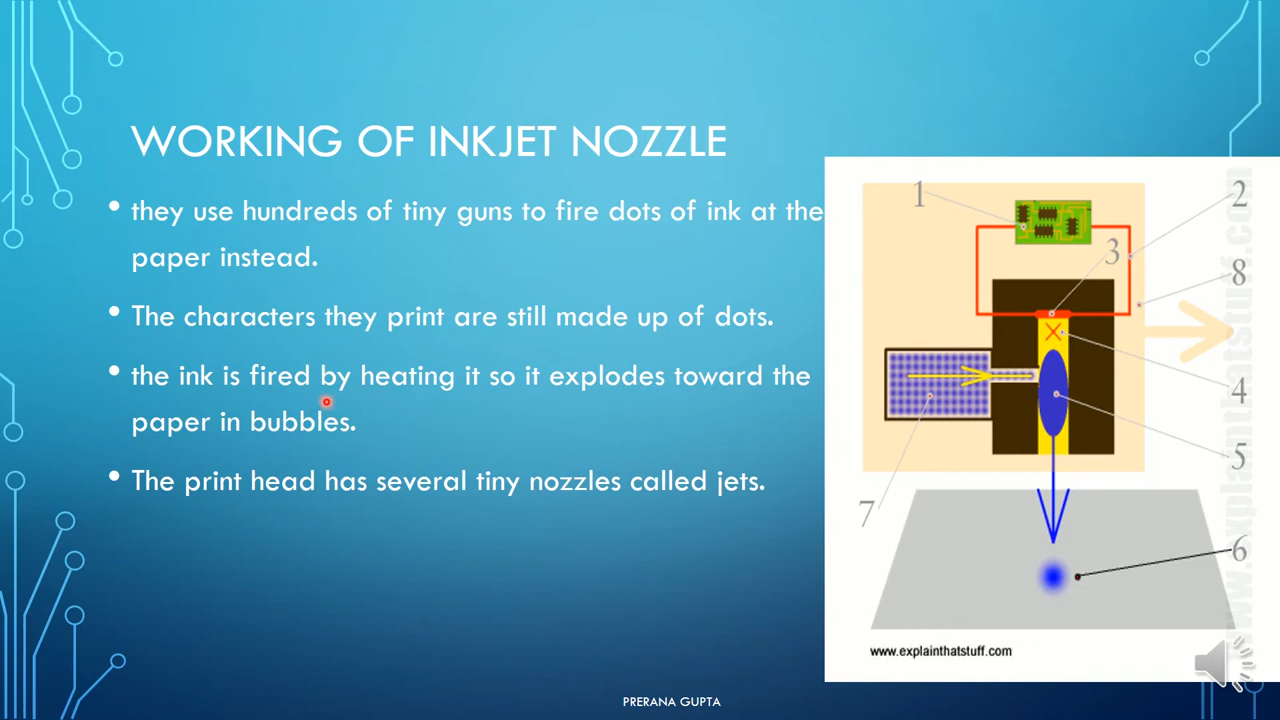 WORKING OF INKJET NOZZLE
• they use hundreds of tiny guns to fire dots of ink at the
paper instead.
• The characters they print are still made up of dots.
• the ink is fired by heating it so it explodes toward the
paper in bubbles.
• The print head has several tiny nozzles called jets.
1
2
3
8
4
5
7
6
www.explainthatstuff.com
www.explainthatstuff.com
PRERANA GUPTA